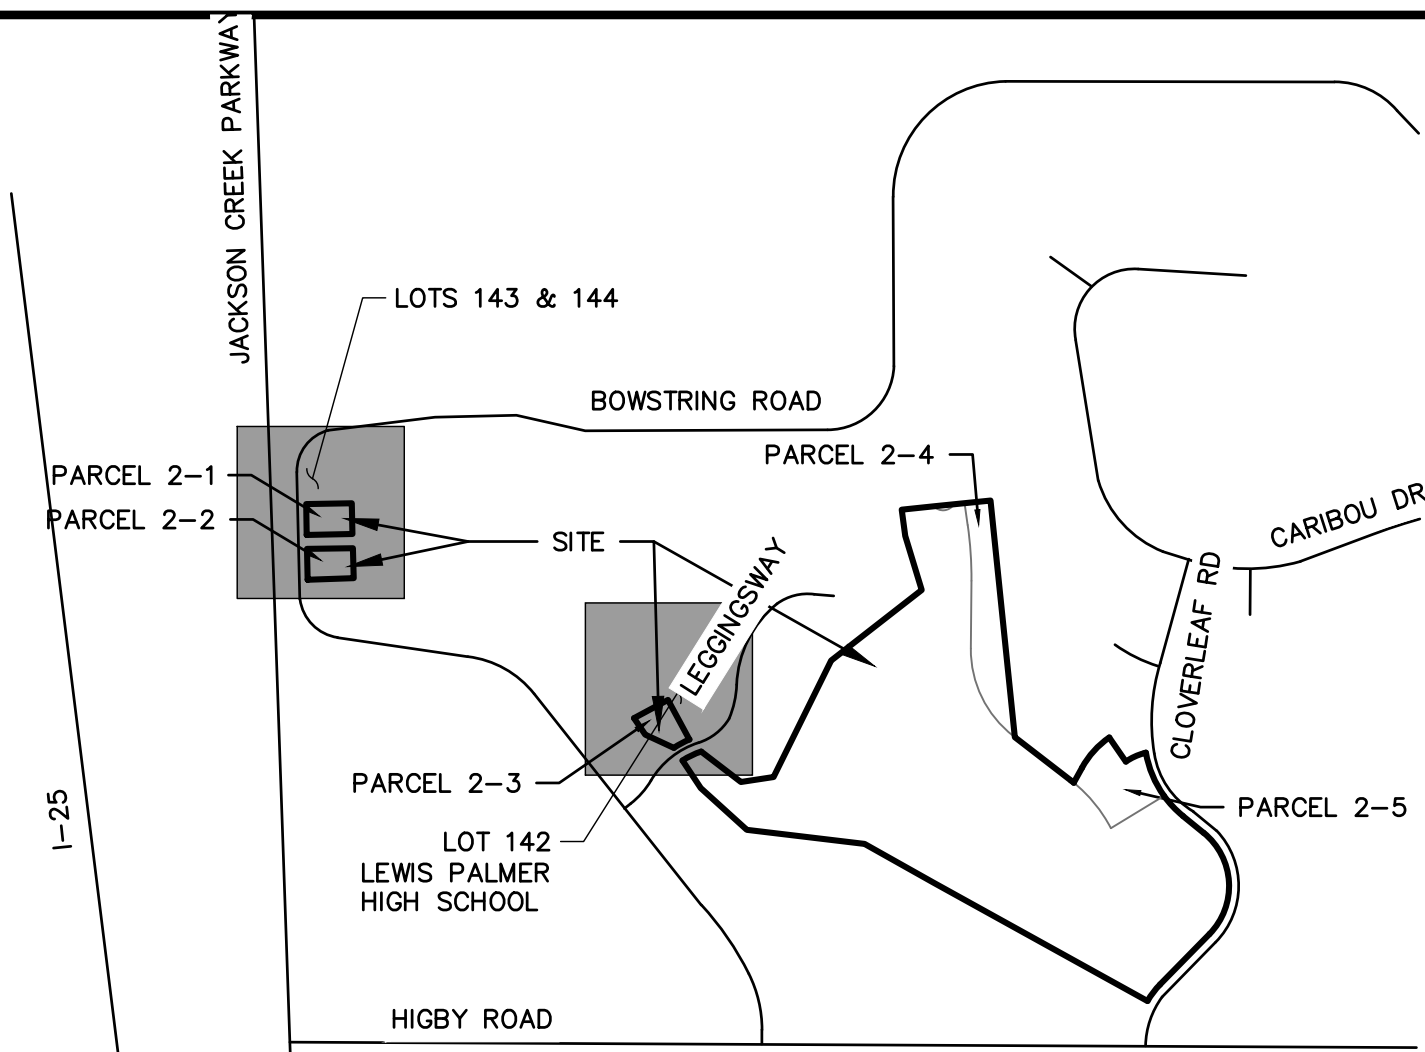 JACKSON CREEK PARKWAY
LOTS 143 & 144
BOWSTRING ROAD
PARCEL 2-4
PARCEL 2-1
PARCEL 2-2
SITE
CARIBOU DR
LEGGINGSWAY
CLOVERLEAF RD
PARCEL 2-3
PARCEL 2-5
I-25
LOT 142
LEWIS PALMER
HIGH SCHOOL
HIGBY ROAD